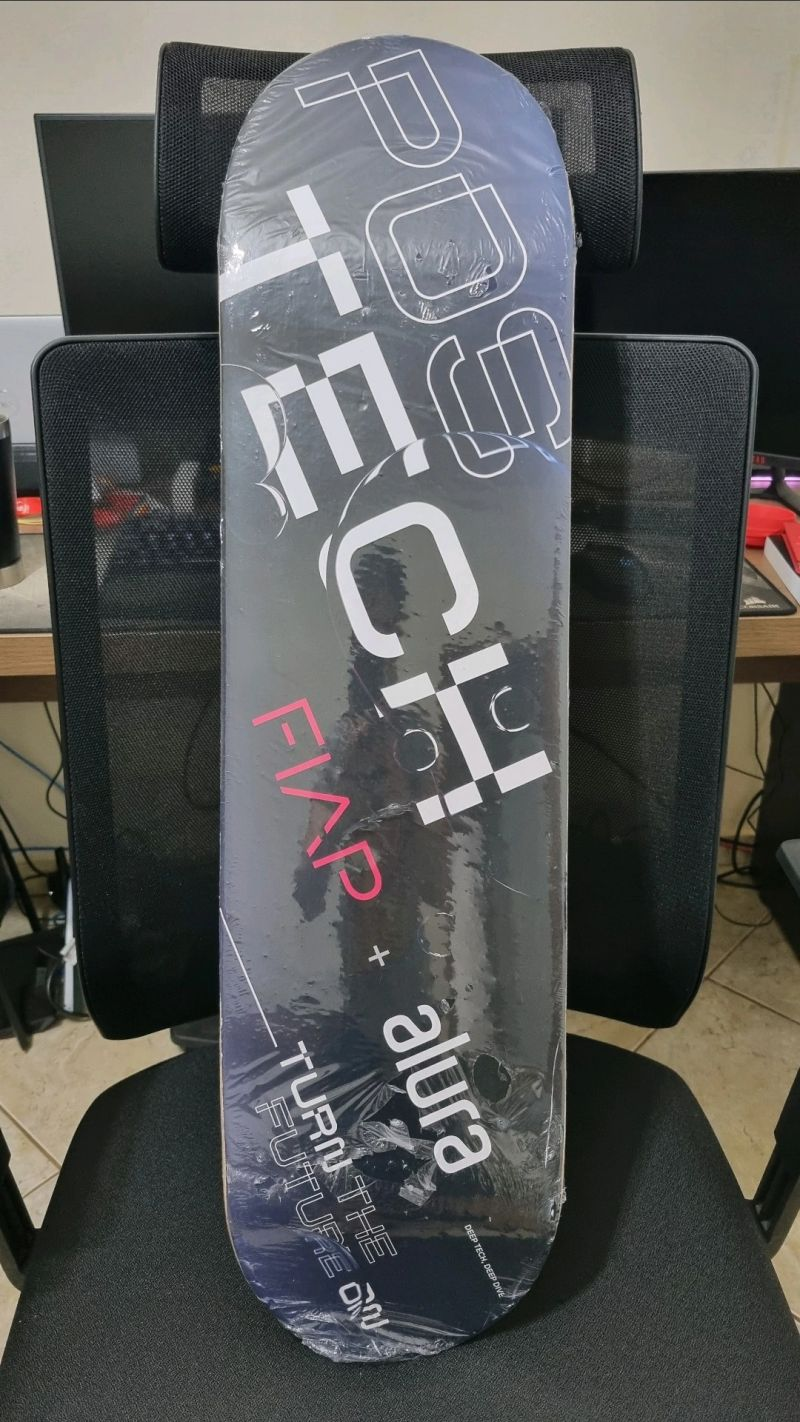 POS
TECH
FIAP
+
alura
TURN THE
FUTURE ON
DEEP TECH, DEEP DIVE